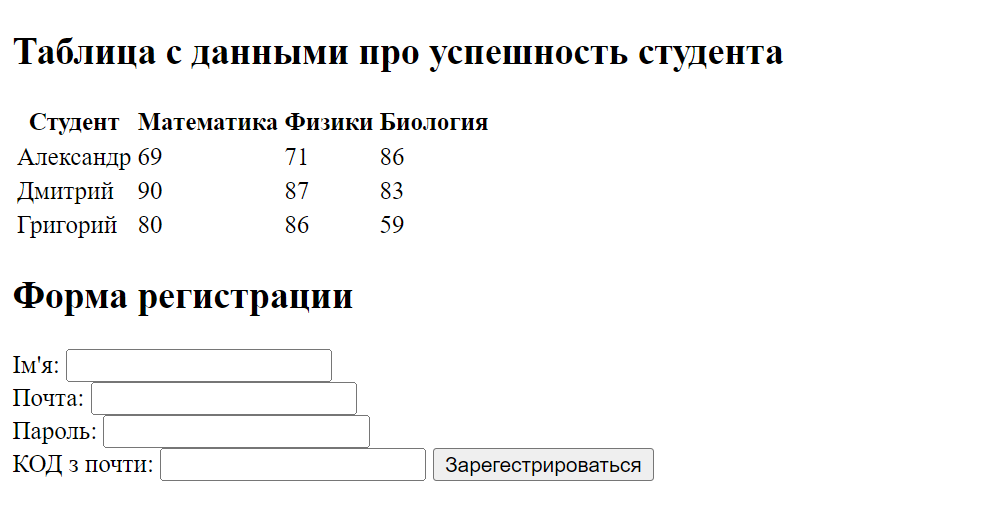 Таблица с данными про успешность студента
Студент Математика Физики Биология
Александр 69 71 86
Дмитрий 90 87 83
Григорий 80 86 59
Форма регистрации
Ім'я:
Почта:
Пароль:
КОД з почти: Зарегестрироваться